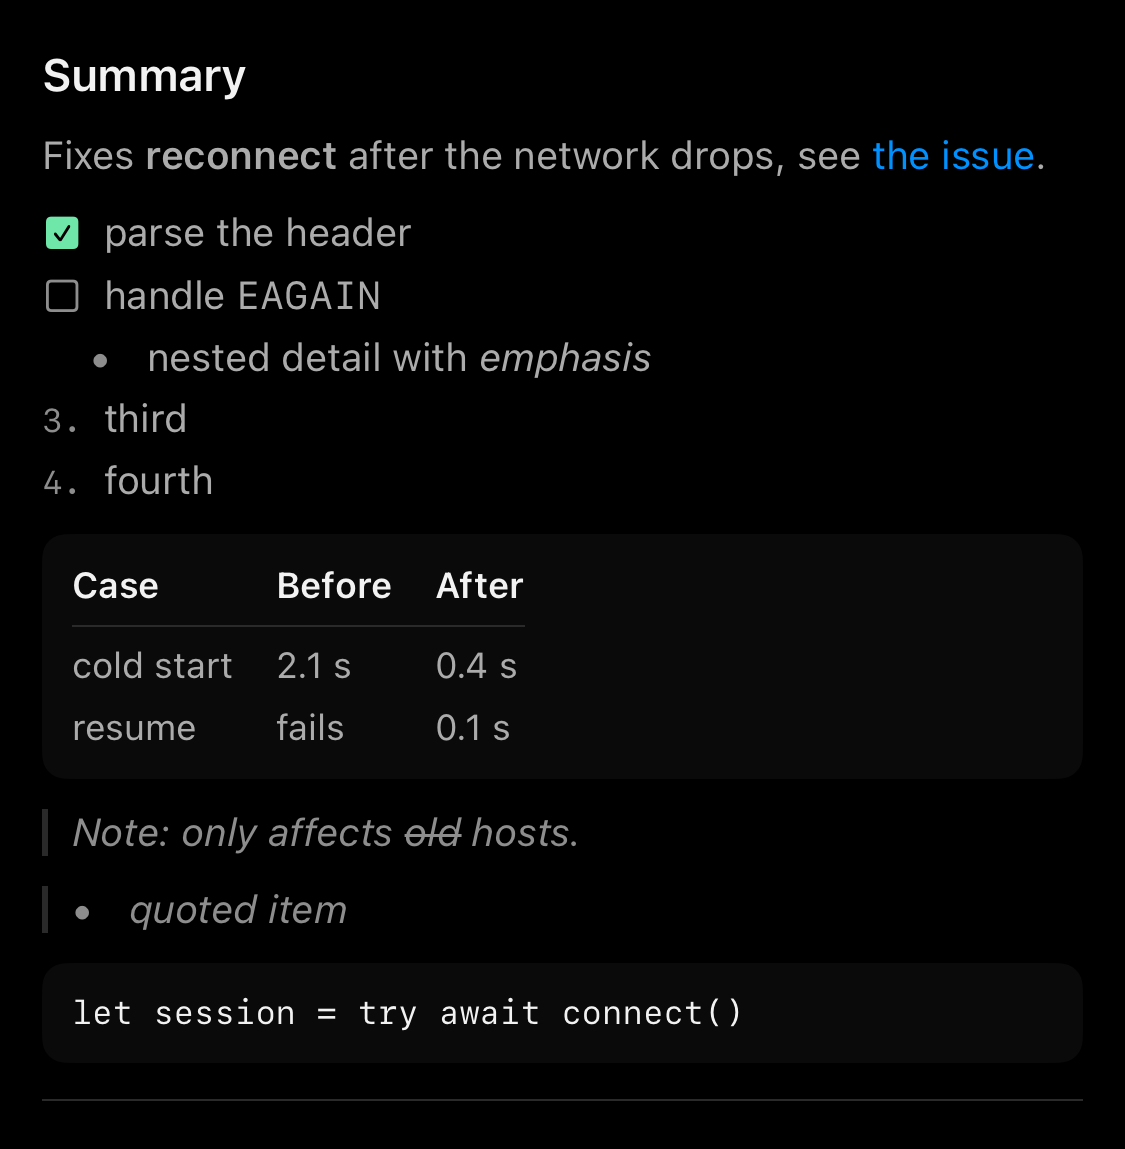 Summary
Fixes reconnect after the network drops, see the issue.
parse the header
handle EAGAIN
• nested detail with emphasis
3. third
4. fourth
Case Before After
cold start 2.1 s 0.4 s
resume fails 0.1 s
Note: only affects old hosts.
• quoted item
let session = try await connect()